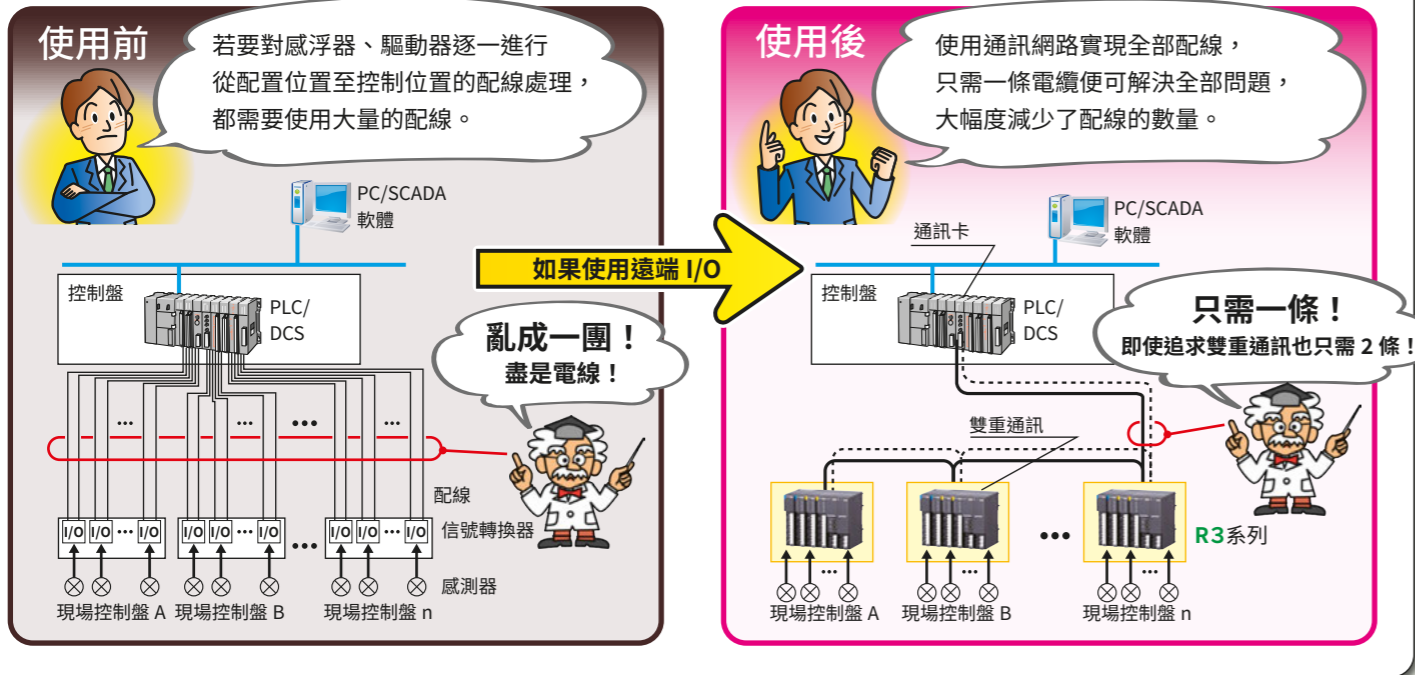 使用前
若要對感浮器、驅動器逐一進行
從配置位置至控制位置的配線處理，
都需要使用大量的配線。
PC/SCADA
軟體
控制盤
PLC/
DCS
亂成一團！
盡是電線！
...
...
...
...
配線
I/O I/O ... I/O I/O I/O ... I/O ... I/O I/O ... I/O
信號轉換器
感測器
現場控制盤 A 現場控制盤 B 現場控制盤 n
如果使用遠端 I/O
使用後
使用通訊網路實現全部配線，
只需一條電纜便可解決全部問題，
大幅度減少了配線的數量。
PC/SCADA
軟體
通訊卡
控制盤
PLC/
DCS
只需一條！
即使追求雙重通訊也只需 2 條！
雙重通訊
...
R3系列
... ... ...
現場控制盤 A 現場控制盤 B 現場控制盤 n